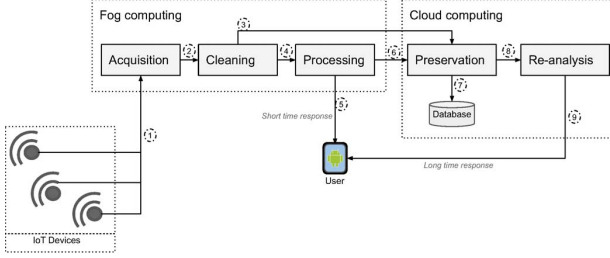 Fog computing
Cloud computing
3
Acquisition
2
Cleaning
4
Processing
6
Preservation
8
Re-analysis
7
5
Short time response
Database
9
1
Long time response
User
IoT Devices